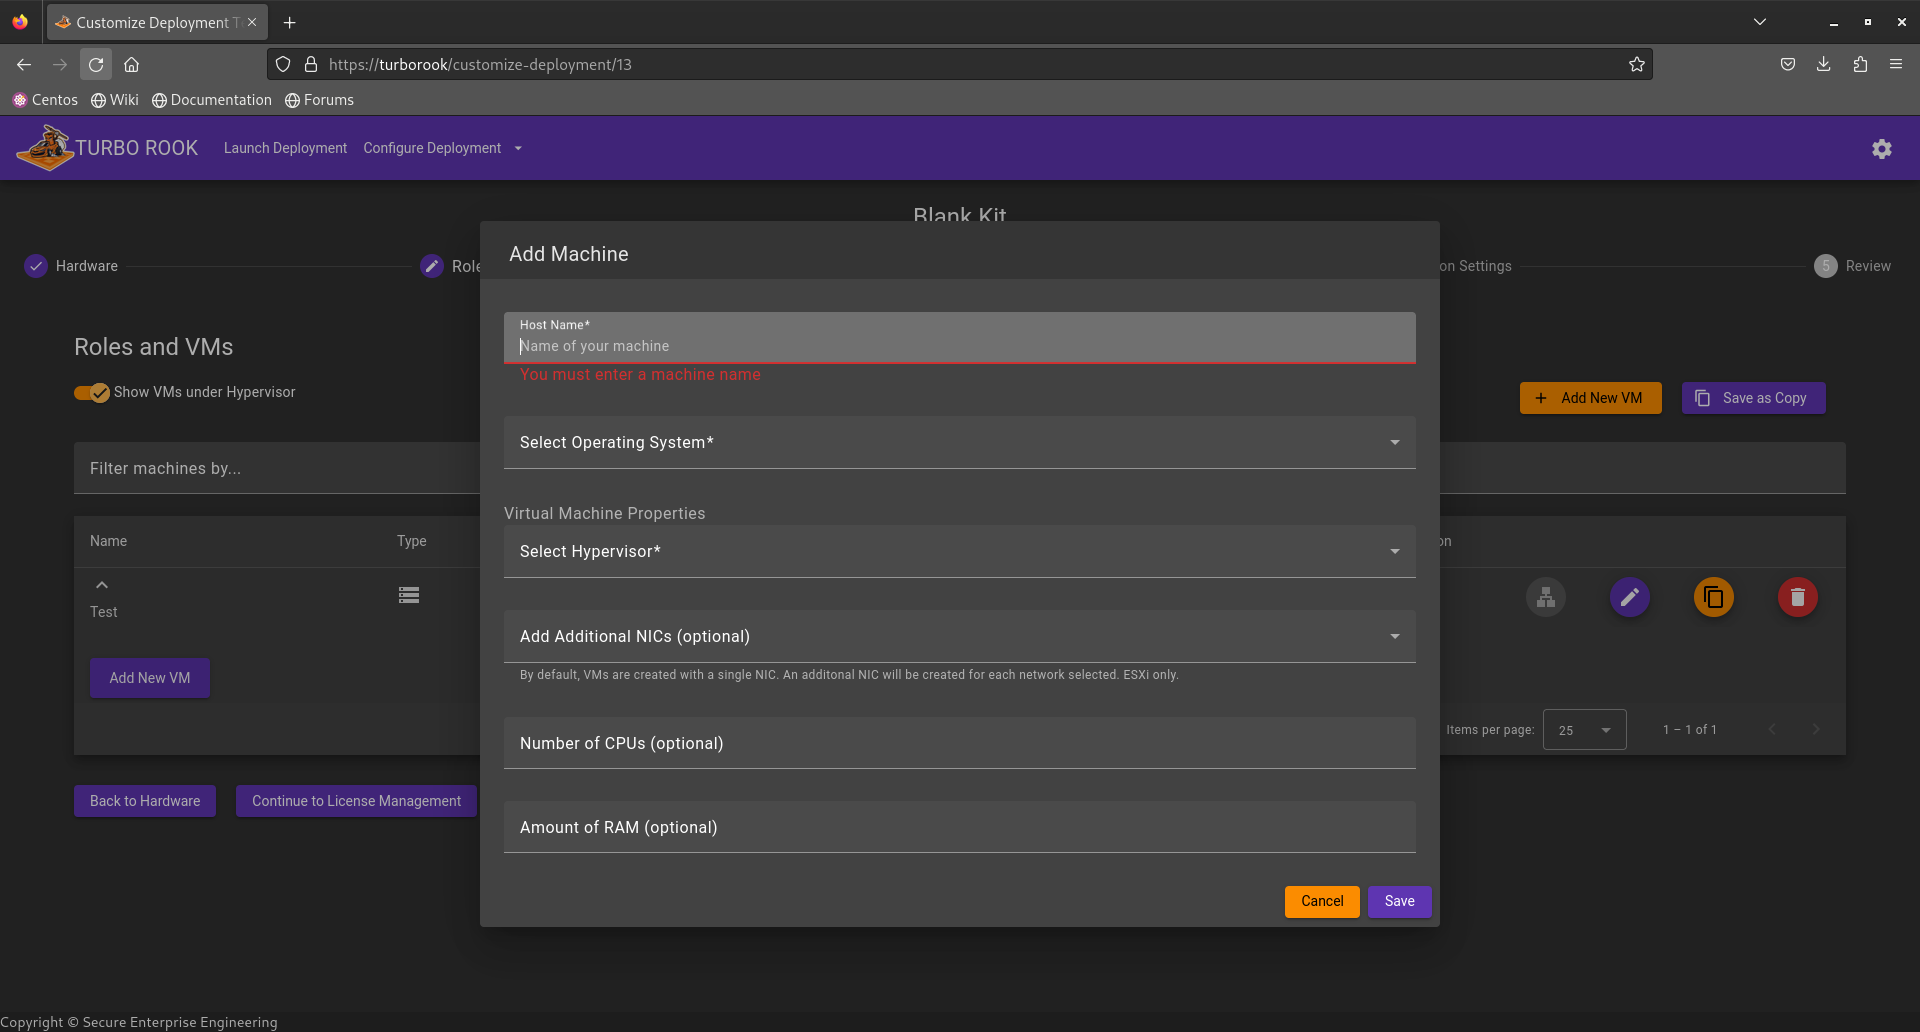 Customize Deployment T
https://turborook/customize-deployment/13
Centos Wiki Documentation Forums
TURBO ROOK Launch Deployment Configure Deployment
Blank Kit
Add Machine
Hardware
Role
on Settings
5 Review
Host Name*
Name of your machine
You must enter a machine name
Roles and VMs
Show VMs under Hypervisor
Add New VM Save as Copy
Select Operating System*
Filter machines by...
Virtual Machine Properties
Name Type
on
Select Hypervisor*
Test
Add Additional NICs (optional)
By default, VMs are created with a single NIC. An additonal NIC will be created for each network selected. ESXi only.
Add New VM
Number of CPUs (optional)
Items per page: 25 1 – 1 of 1
Back to Hardware Continue to License Management
Amount of RAM (optional)
Cancel Save
Copyright © Secure Enterprise Engineering